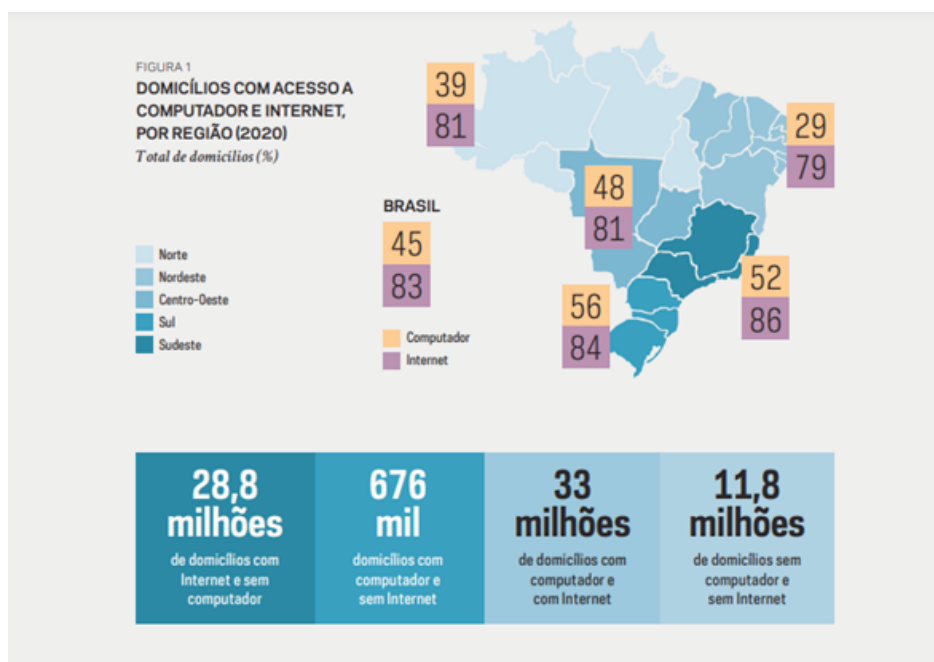 FIGURA 1
DOMICÍLIOS COM ACESSO A
COMPUTADOR E INTERNET,
POR REGIÃO (2020)
Total de domicílios (%)
39
81
29
79
48
81
BRASIL
45
83
52
86
56
84
Norte
Nordeste
Centro-Oeste
Sul
Sudeste
Computador
Internet
28,8
milhões
de domicílios com
Internet e sem
computador
676
mil
domicílios com
computador e
sem Internet
33
milhões
de domicílios com
computador e
com Internet
11,8
milhões
de domicílios sem
computador e
sem Internet